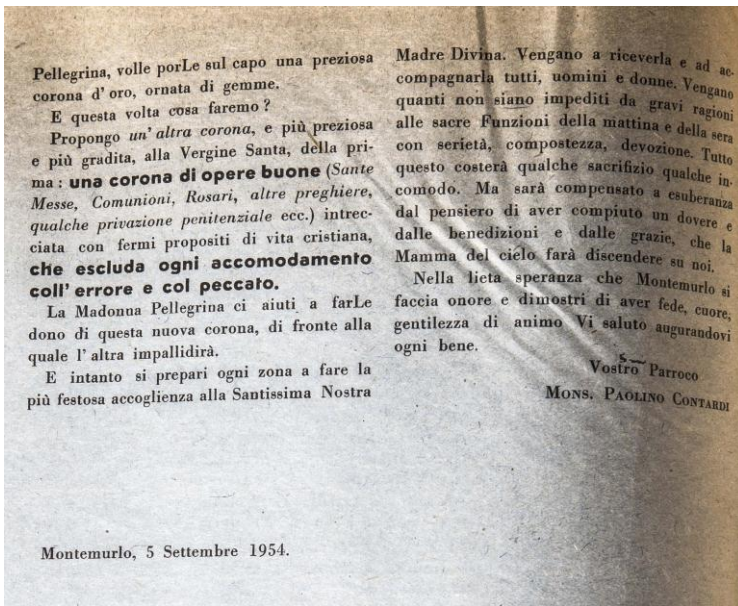 Pellegrina, volle porLe sul capo una preziosa
corona d' oro, ornata di gemme.
E questa volta cosa faremo ?
Propongo un' altra corona, e più preziosa
e più gradita, alla Vergine Santa, della pri-
ma : una corona di opere buone (Sante
Messe, Comunioni, Rosari, altre preghiere,
qualche privazione penitenziale ecc.) intrec-
ciata con fermi propositi di vita cristiana,
che escluda ogni accomodamento
coll' errore e col peccato.
La Madonna Pellegrina ci aiuti a farLe
dono di questa nuova corona, di fronte alla
quale l' altra impallidirà.
E intanto si prepari ogni zona a fare la
più festosa accoglienza alla Santissima Nostra
Madre Divina. Vengano a riceverla e ad ac-
compagnarla tutti, uomini e donne. Vengano
quanti non siano impediti da gravi ragioni
alle sacre Funzioni della mattina e della sera
con serietà, compostezza, devozione. Tutto
questo costerà qualche sacrifizio qualche in-
comodo. Ma sarà compensato a esuberanza
dal pensiero di aver compiuto un dovere e
dalle benedizioni e dalle grazie, che la
Mamma del cielo farà discendere su noi.
Nella lieta speranza che Montemurlo si
faccia onore e dimostri di aver fede, cuore,
gentilezza di animo Vi saluto augurandovi
ogni bene.
Vostro Parroco
MONS. PAOLINO CONTARDI
Montemurlo, 5 Settembre 1954.